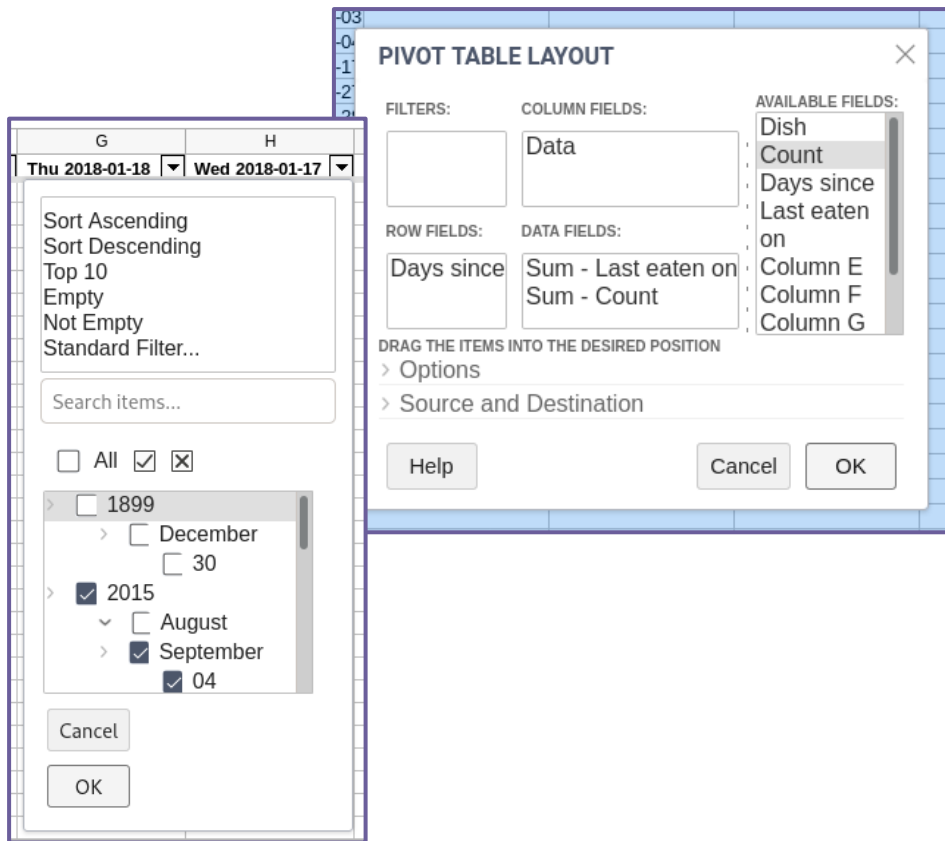 -03
-04
-1
-2
PIVOT TABLE LAYOUT
FILTERS:
COLUMN FIELDS:
Data
AVAILABLE FIELDS:
Dish
Count
Days since
Last eaten
on
Column E
Column F
Column G
ROW FIELDS:
Days since
DATA FIELDS:
Sum - Last eaten on
Sum - Count
DRAG THE ITEMS INTO THE DESIRED POSITION
Options
Source and Destination
Help
Cancel
OK
G
H
Thu 2018-01-18
Wed 2018-01-17
Sort Ascending
Sort Descending
Top 10
Empty
Not Empty
Standard Filter...
Search items...
All
1899
December
30
2015
August
September
04
Cancel
OK